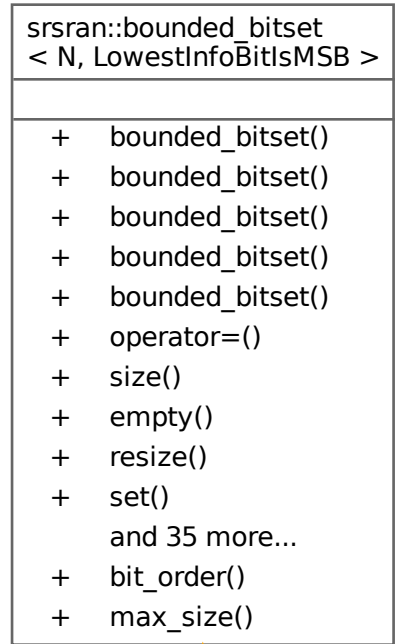 srsran::bounded_bitset
< N, LowestInfoBitIsMSB >
+ bounded_bitset()
+ bounded_bitset()
+ bounded_bitset()
+ bounded_bitset()
+ bounded_bitset()
+ operator=()
+ size()
+ empty()
+ resize()
+ set()
and 35 more...
+ bit_order()
+ max_size()